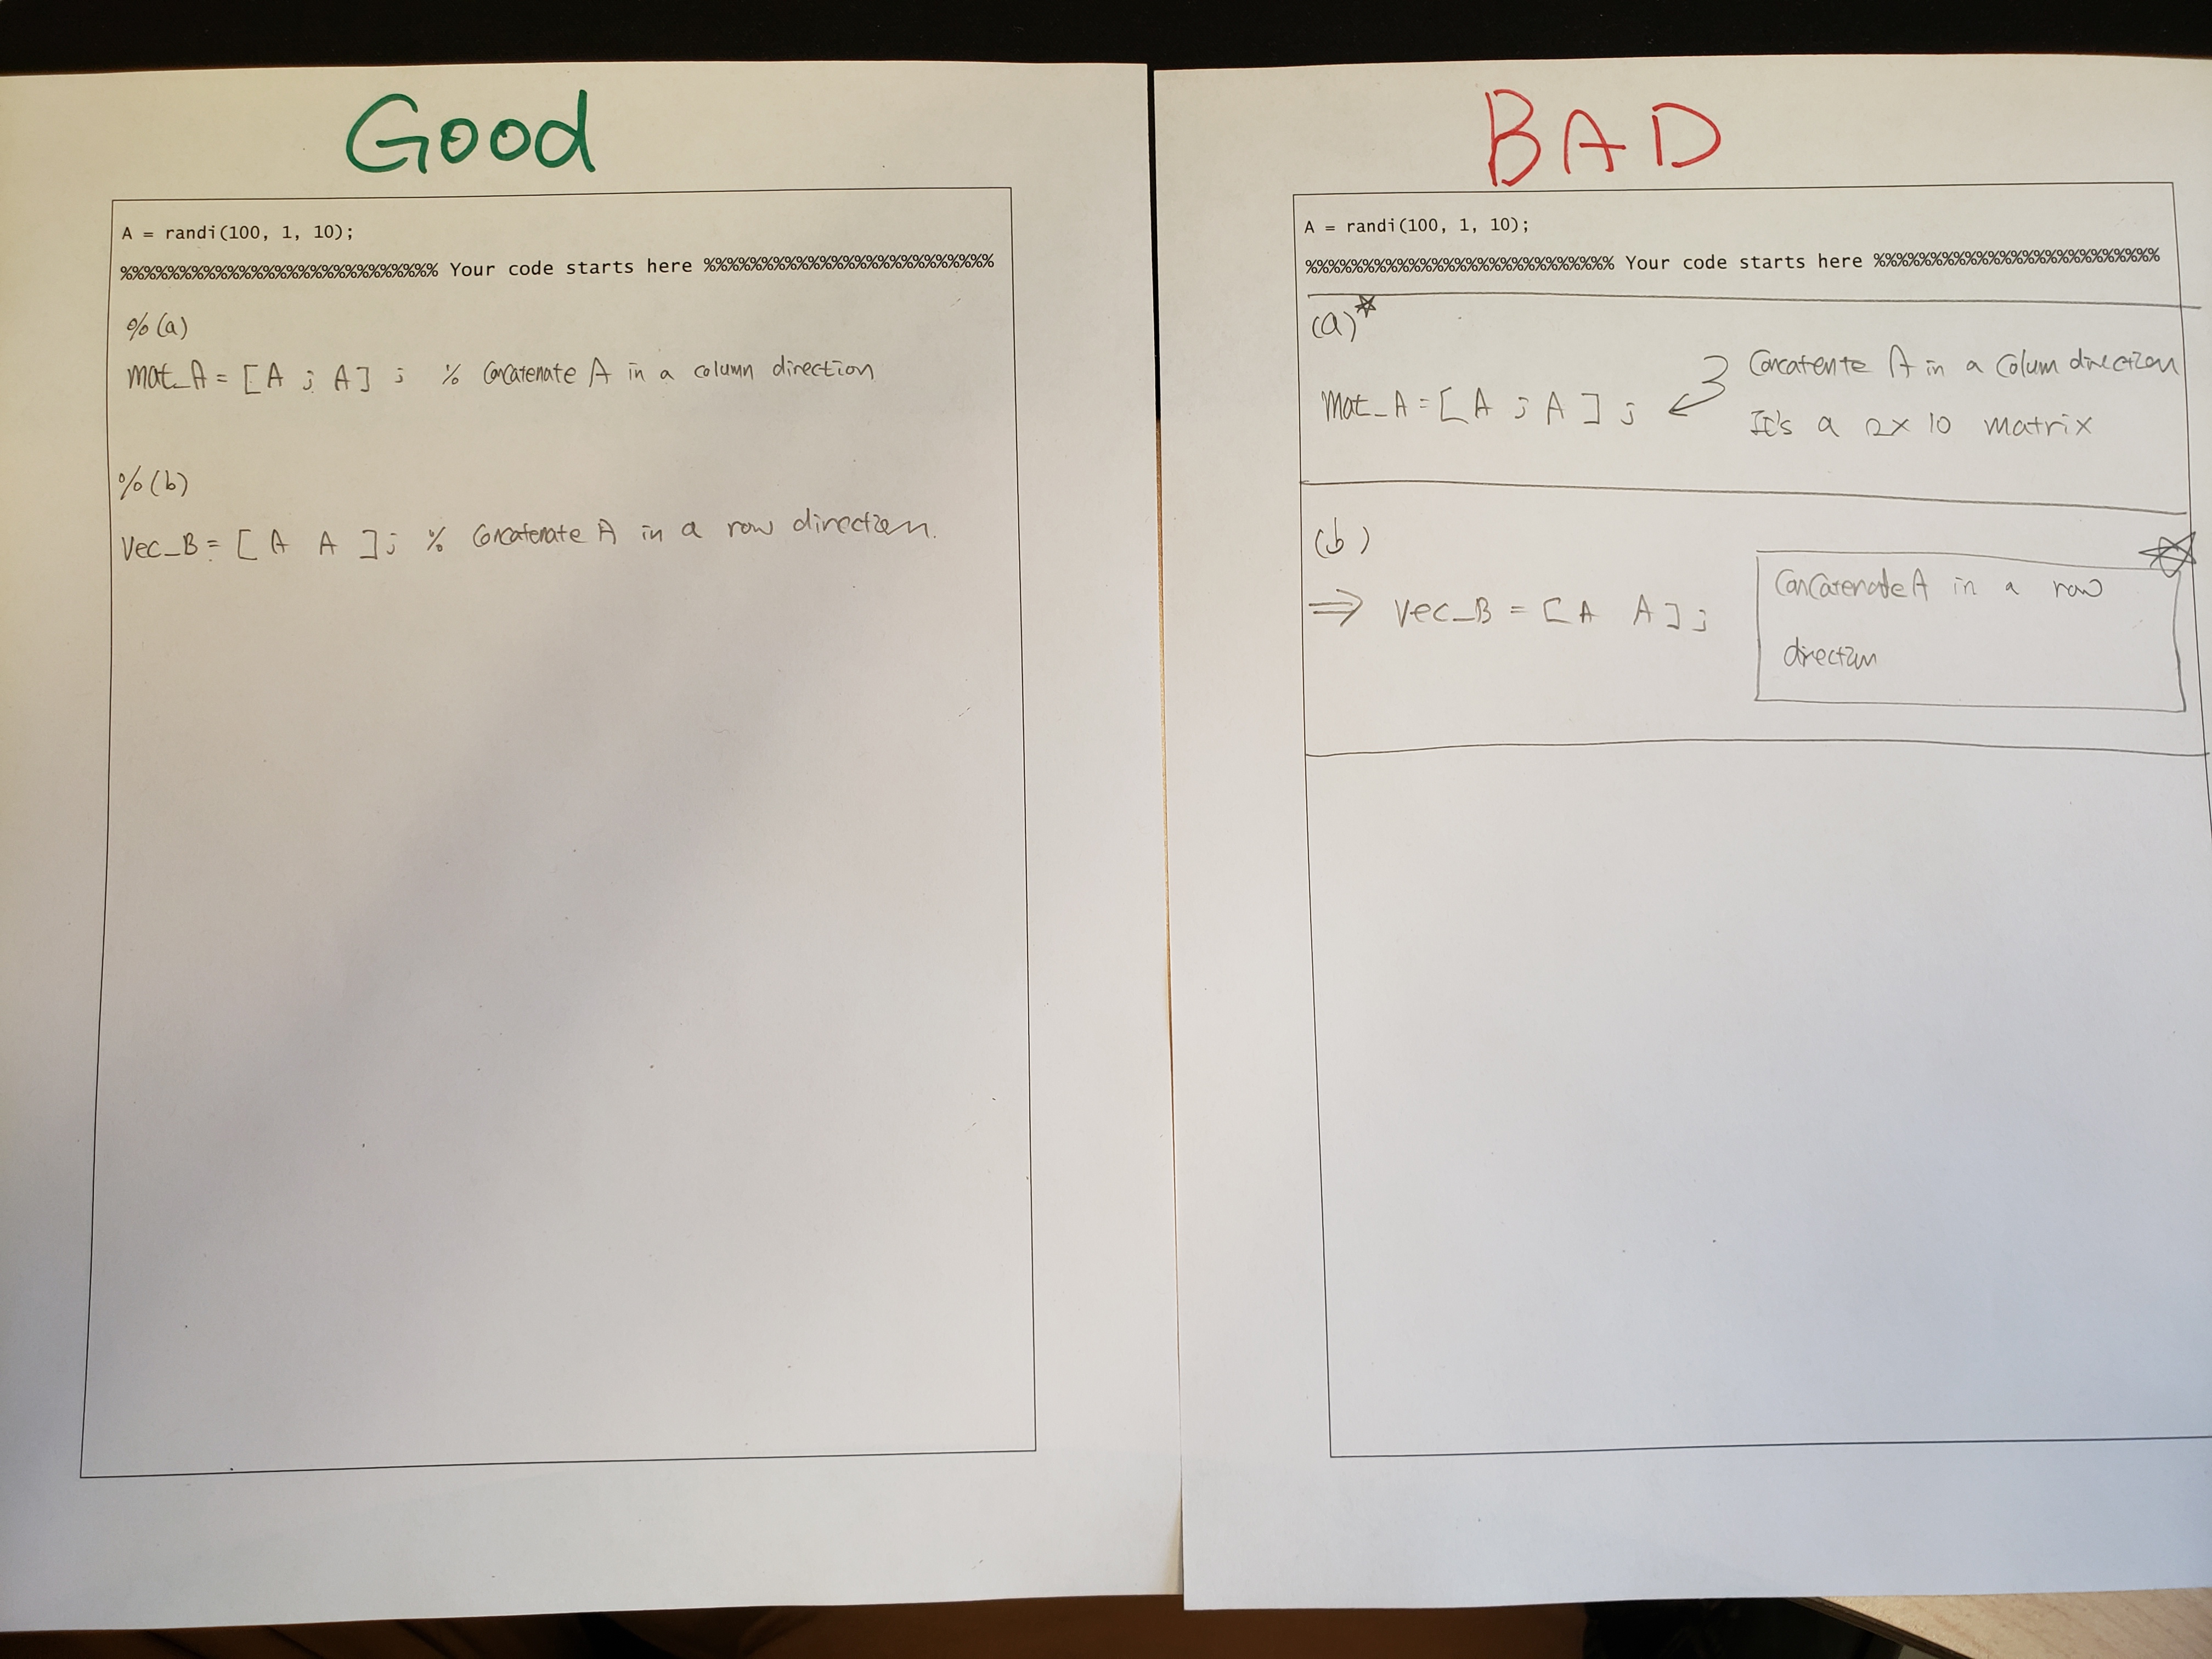 Good
A = randi(100, 1, 10);
%%%%%%%%%%%%%%%%%%%%%%%%%%% Your code starts here %%%%%%%%%%%%%%%%%%%%%%%%%
%(a)
mat_A = [A ; A] ; % Concatenate A in a column direction
%(b)
Vec_B = [ A A ] ; % Concatenate A in a row direction.
BAD
A = randi(100, 1, 10);
%%%%%%%%%%%%%%%%%%%%%%%%%%% Your code starts here %%%%%%%%%%%%%%%%%%%%%%%%%
(a)
Concatente A in a Colum direction
Mat_A = [ A ; A ] ;
It's a 2x10 matrix
(b)
Concatenate A in a row
⇒ Vec_B = [ A A ] ;
direction